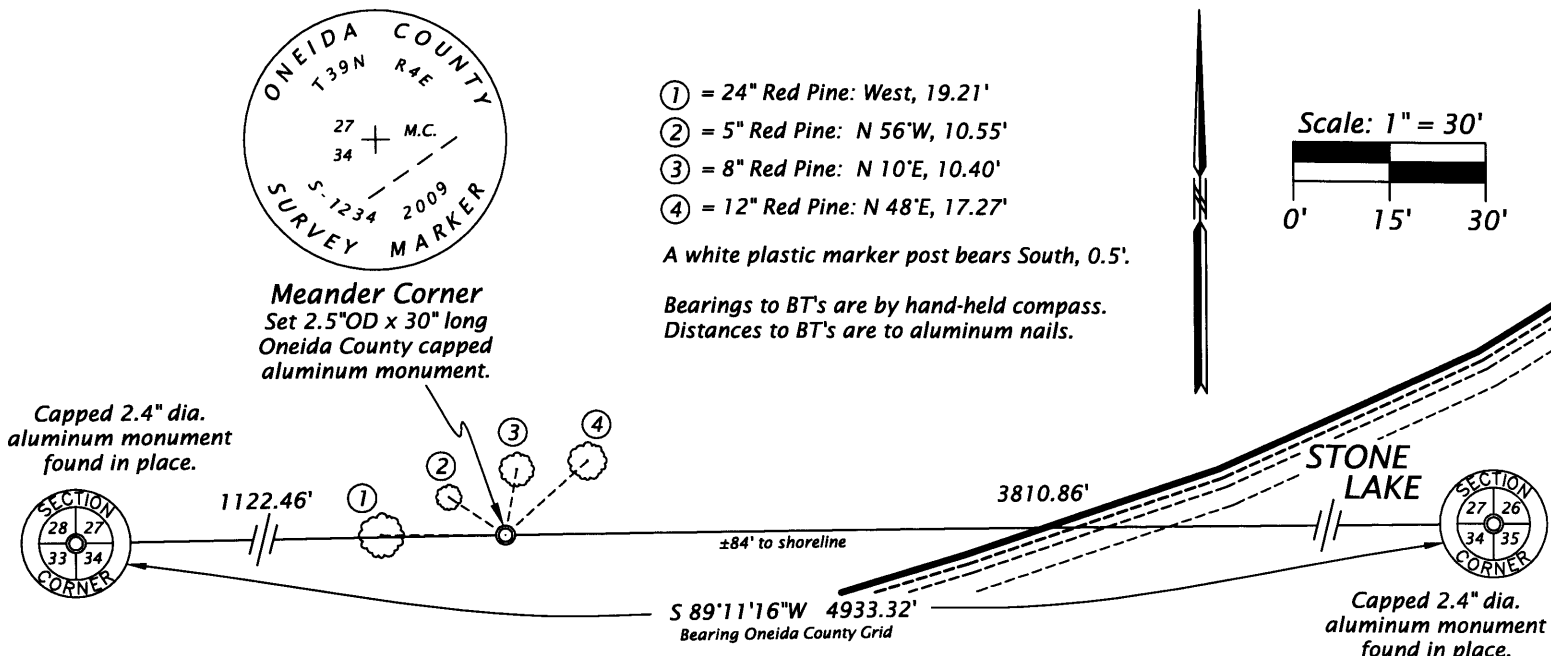 ONEIDA COUNTY
T39N R4E
27
M.C.
34
S-1234 2009
SURVEY MARKER
Meander Corner
Set 2.5"OD x 30" long
Oneida County capped
aluminum monument.
1 = 24" Red Pine: West, 19.21'
2 = 5" Red Pine: N 56°W, 10.55'
3 = 8" Red Pine: N 10°E, 10.40'
4 = 12" Red Pine: N 48°E, 17.27'
A white plastic marker post bears South, 0.5'.
Bearings to BT's are by hand-held compass.
Distances to BT's are to aluminum nails.
N
Scale: 1" = 30'
0' 15' 30'
Capped 2.4" dia.
aluminum monument
found in place.
SECTION
28 27
33 34
CORNER
1122.46'
1
2
3
4
±84' to shoreline
3810.86'
STONE
LAKE
SECTION
27 26
34 35
CORNER
S 89°11'16"W 4933.32'
Bearing Oneida County Grid
Capped 2.4" dia.
aluminum monument
found in place.